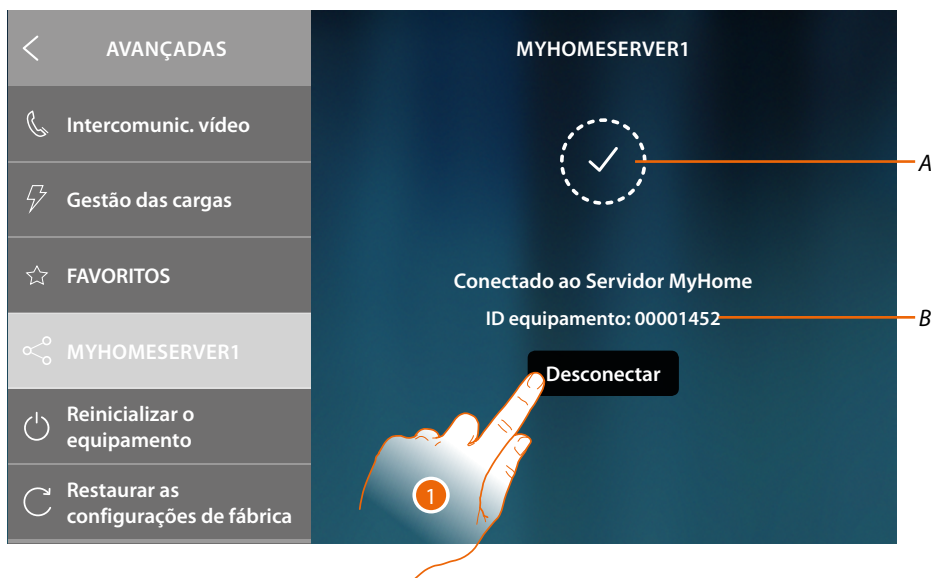 AVANÇADAS
Intercomunic. vídeo
Gestão das cargas
FAVORITOS
MYHOMESERVER1
Reinicializar o
equipamento
Restaurar as
configurações de fábrica
MYHOMESERVER1
A
Conectado ao Servidor MyHome
ID equipamento: 00001452
B
Desconectar
1